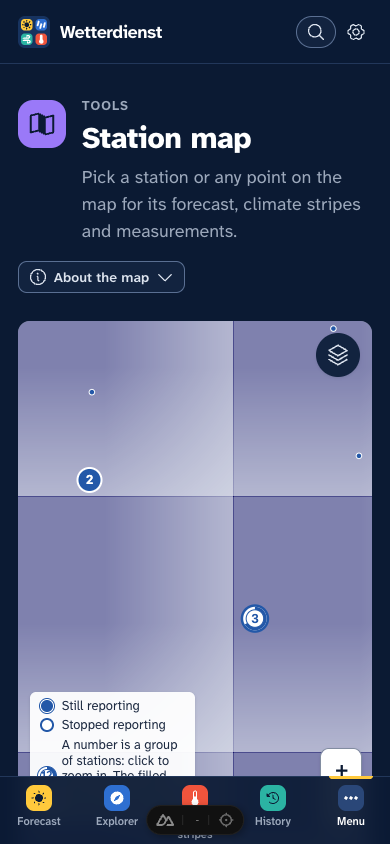 Wetterdienst
TOOLS
Station map
Pick a station or any point on the
map for its forecast, climate stripes
and measurements.
About the map
2
3
Still reporting
Stopped reporting
A number is a group
of stations: click to
zoom in. The filled
+
Forecast
Explorer
stripes
History
Menu